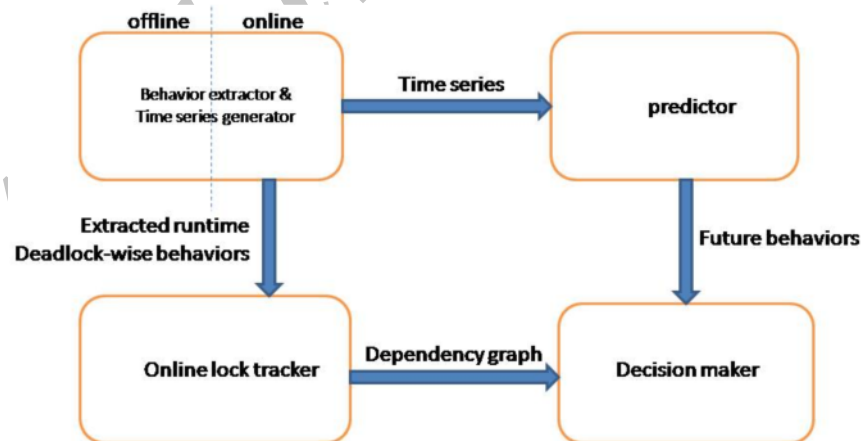 offline online
Behavior extractor &
Time series generator
Time series
predictor
Extracted runtime
Deadlock-wise behaviors
Future behaviors
Online lock tracker
Dependency graph
Decision maker